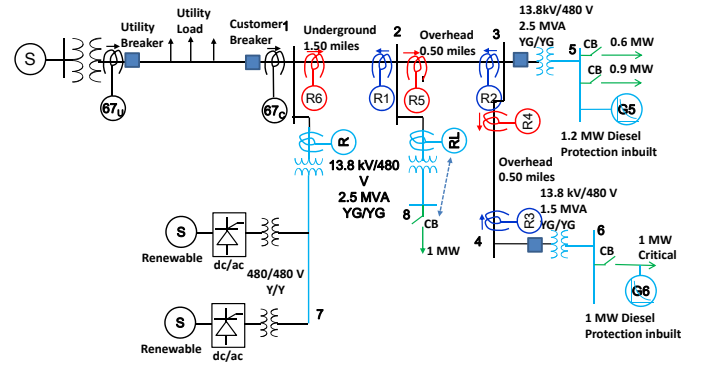 Utility
Breaker
Utility
Load
Customer
Breaker
1
Underground
1.50 miles
2
Overhead
0.50 miles
3
13.8kV/480 V
2.5 MVA
YG/YG
5
CB
0.6 MW
CB
0.9 MW
S
67U
67C
R6
R1
R5
R2
G5
1.2 MW Diesel
Protection inbuilt
R
RL
R4
13.8 kV/480
V
2.5 MVA
YG/YG
Overhead
0.50 miles
13.8 kV/480 V
1.5 MVA
YG/YG
R3
8
CB
1 MW
4
6
CB
1 MW
Critical
G6
1 MW Diesel
Protection inbuilt
S
Renewable
dc/ac
480/480 V
Y/Y
7
S
Renewable
dc/ac